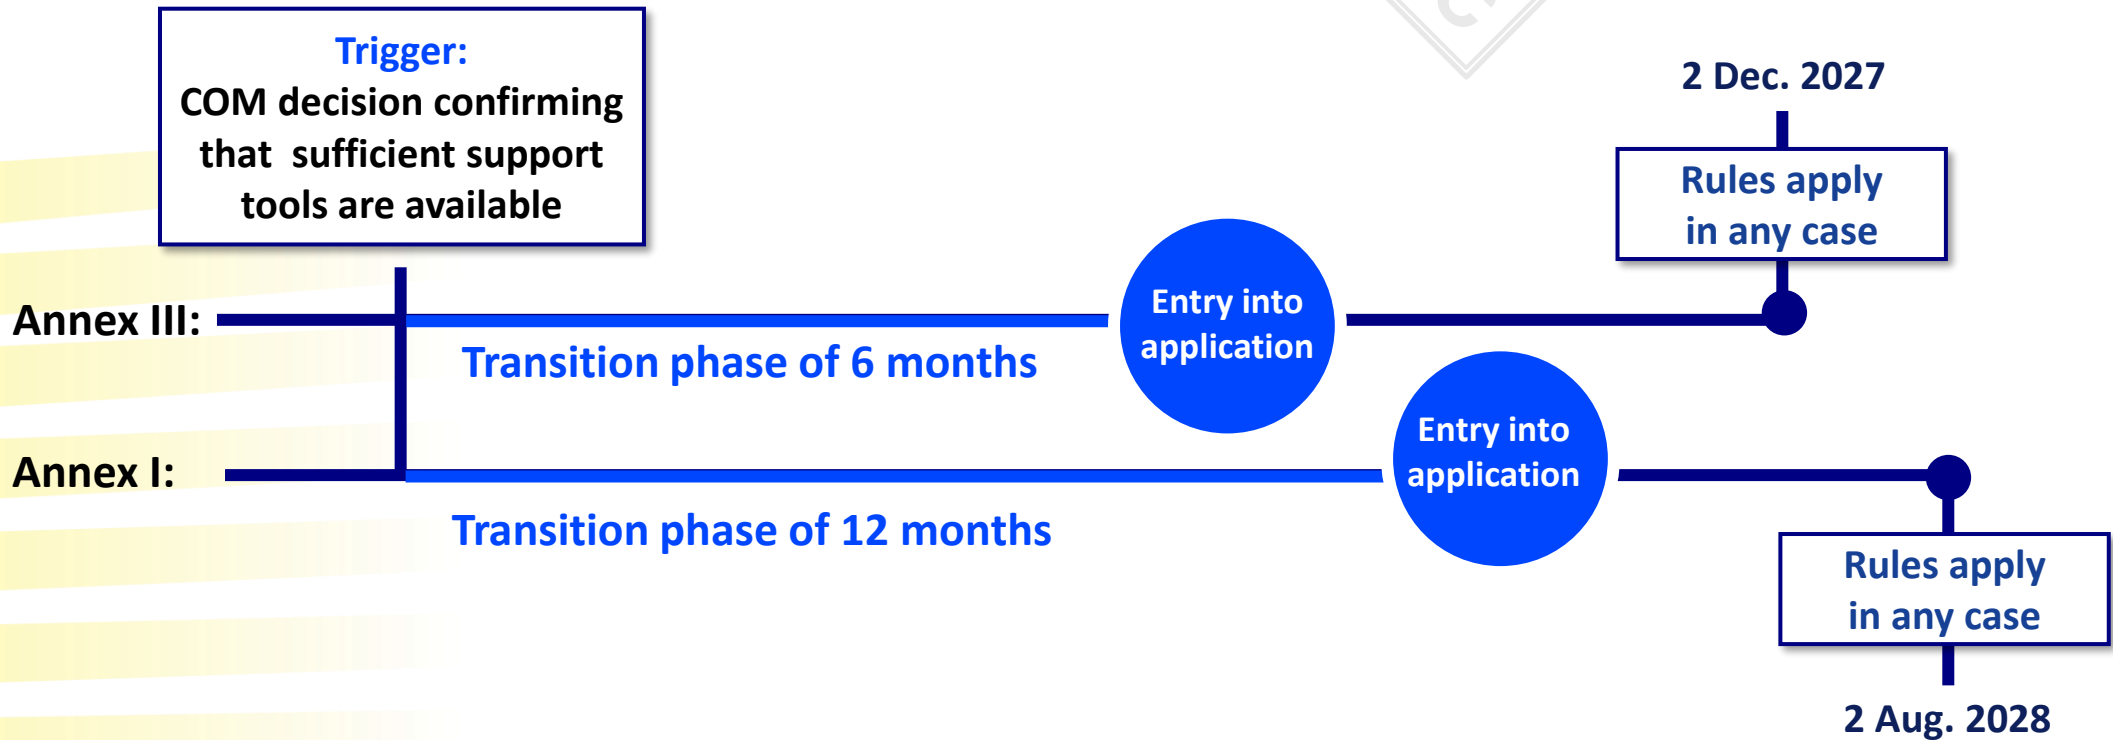 Trigger:
COM decision confirming
that sufficient support
tools are available
2 Dec. 2027
Rules apply
in any case
Annex III:
Entry into
application
Transition phase of 6 months
Annex I:
Entry into
application
Transition phase of 12 months
Rules apply
in any case
2 Aug. 2028